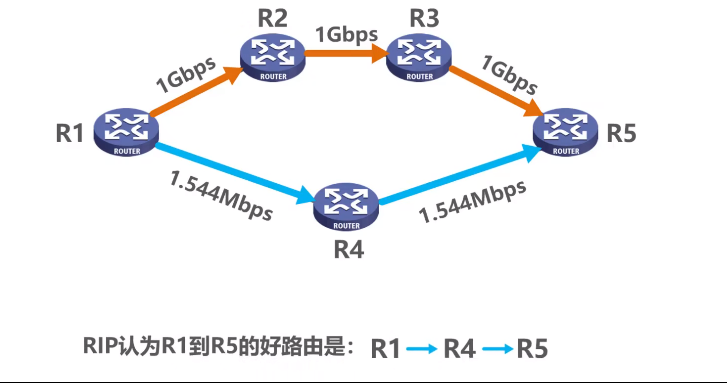 R2
R3
1Gbps
1Gbps
1Gbps
ROUTER
ROUTER
R1
ROUTER
R5
ROUTER
1.544Mbps
1.544Mbps
ROUTER
R4
RIP认为R1到R5的好路由是： R1 R4 R5